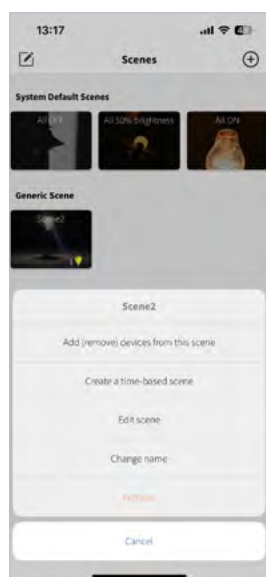 13:17
Scenes
System Default Scenes
All OFF
All 50% brightness
All ON
Generic Scene
Scene2
Scene2
Add (remove) devices from this scene
Create a time-based scene
Edit scene
Change name
Remove
Cancel